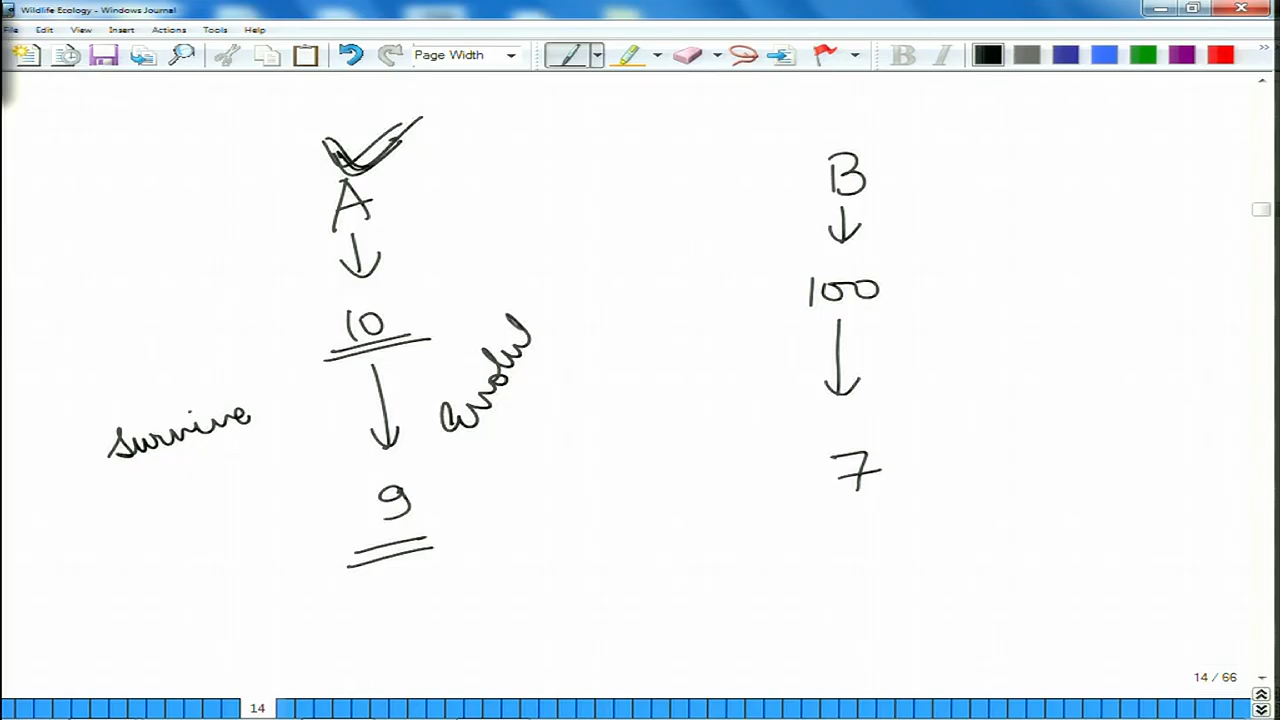 Wildlife Ecology - Windows Journal
File Edit View Insert Actions Tools Help
Page Width
B I
A
B
10
100
survive
9
7
14 / 66
14